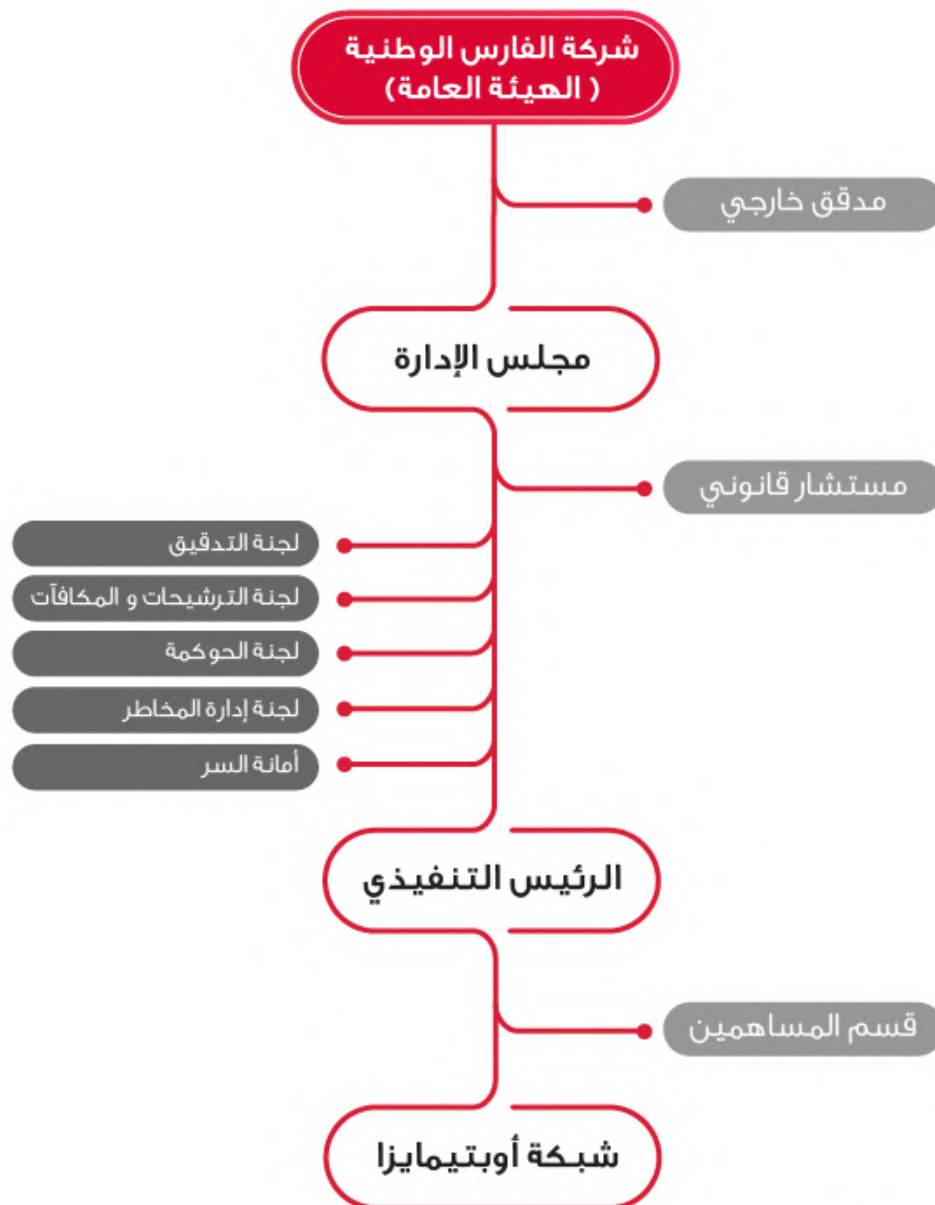 شركة الفارس الوطنية
( الهيئة العامة)
مدقق خارجي
مجلس الإدارة
مستشار قانوني
لجنة التدقيق
لجنة الترشيحات و المكافآت
لجنة الحوكمة
لجنة إدارة المخاطر
أمانة السر
الرئيس التنفيذي
قسم المساهمين
شبكة أوبتيمايزا